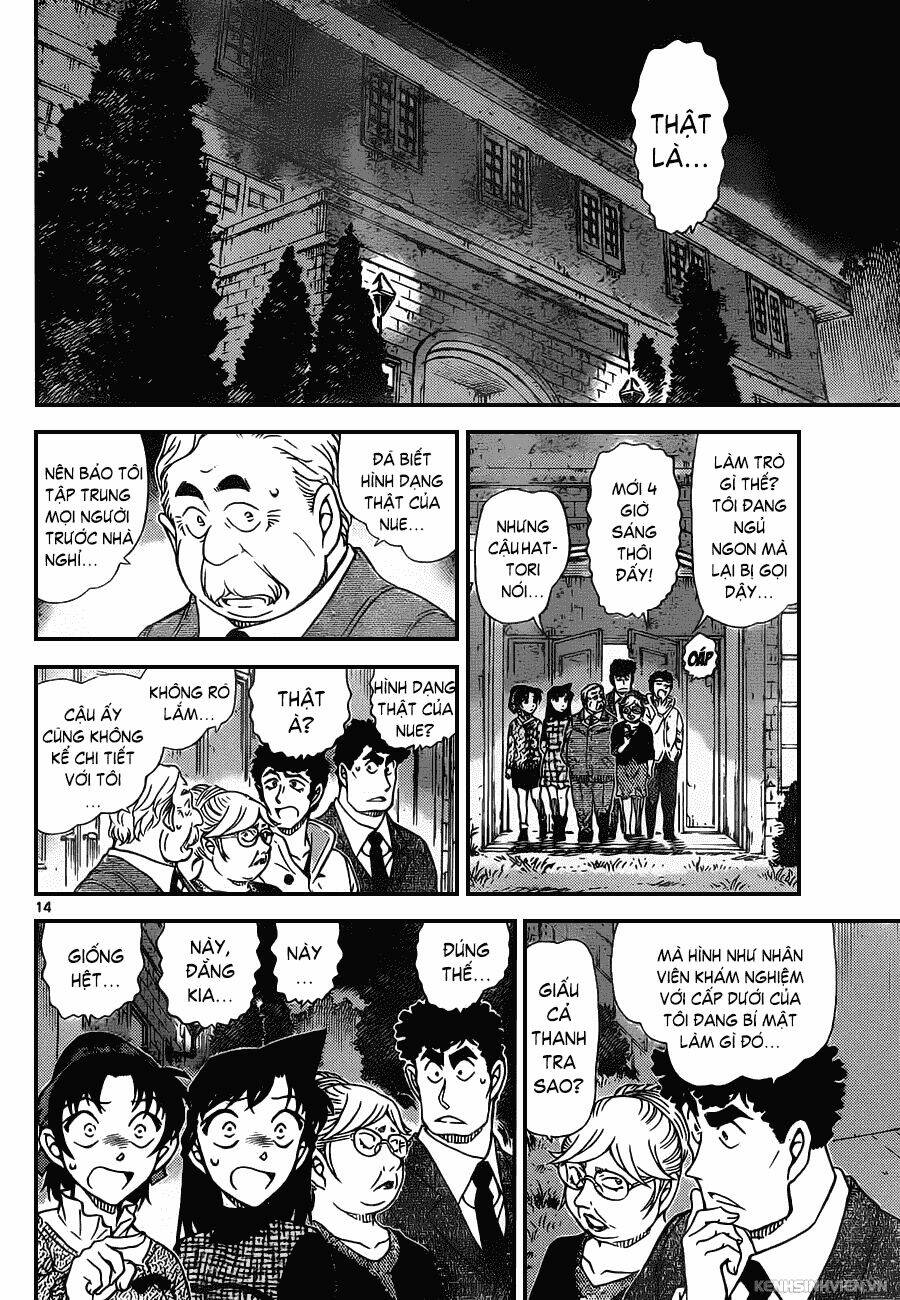 THẬT
LÀ...
LÀM TRÒ
GÌ THẾ?
TÔI ĐANG
NGỦ
NGON MÀ
LẠI BỊ GỌI
DẬY...
MỚI 4
GIỜ
SÁNG
THÔI
ĐẤY!
NHƯNG
CẬU HAT-
TORI
NÓI...
OÁP
ĐÃ BIẾT
HÌNH DẠNG
THẬT CỦA
NUE...
NÊN BẢO TÔI
TẬP TRUNG
MỌI NGƯỜI
TRƯỚC NHÀ
NGHỈ...
HÌNH DẠNG
THẬT CỦA
NUE?
THẬT
À?
KHÔNG RÕ
LẮM...
CẬU ẤY
CŨNG KHÔNG
KỂ CHI TIẾT
VỚI TÔI
...
14
MÀ HÌNH NHƯ NHÂN
VIÊN KHÁM NGHIỆM
VỚI CẤP DƯỚI CỦA
TÔI ĐANG BÍ MẬT
LÀM GÌ ĐÓ...
GIẤU
CẢ
THANH
TRA
SAO?
ĐÚNG
THẾ...
NÀY
...
NÀY,
ĐẰNG
KIA...
GIỐNG
HỆT...
KENHSINHVIEN.VN